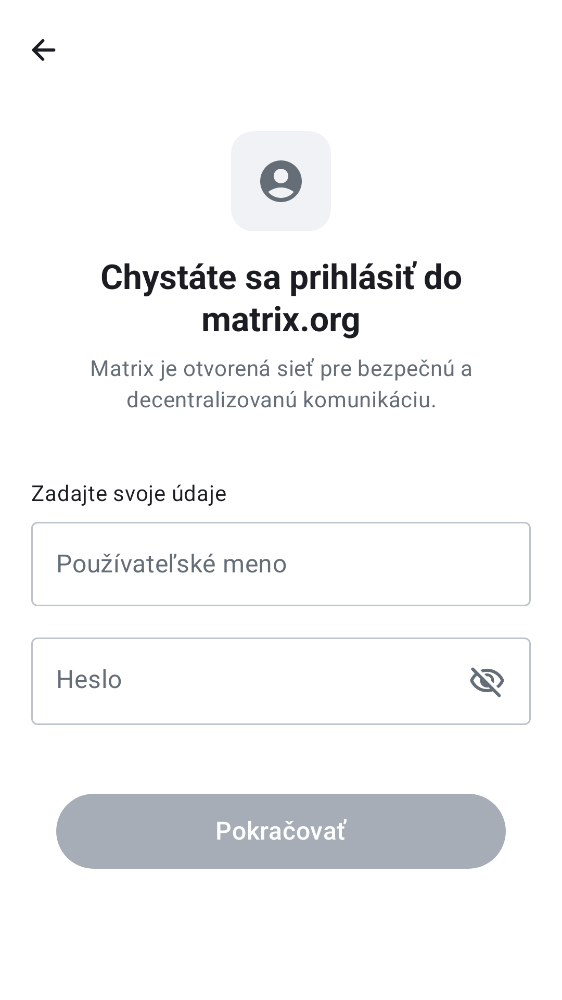 Chystáte sa prihlásiť do
matrix.org
Matrix je otvorená sieť pre bezpečnú a
decentralizovanú komunikáciu.
Zadajte svoje údaje
Používateľské meno
Heslo
Pokračovať